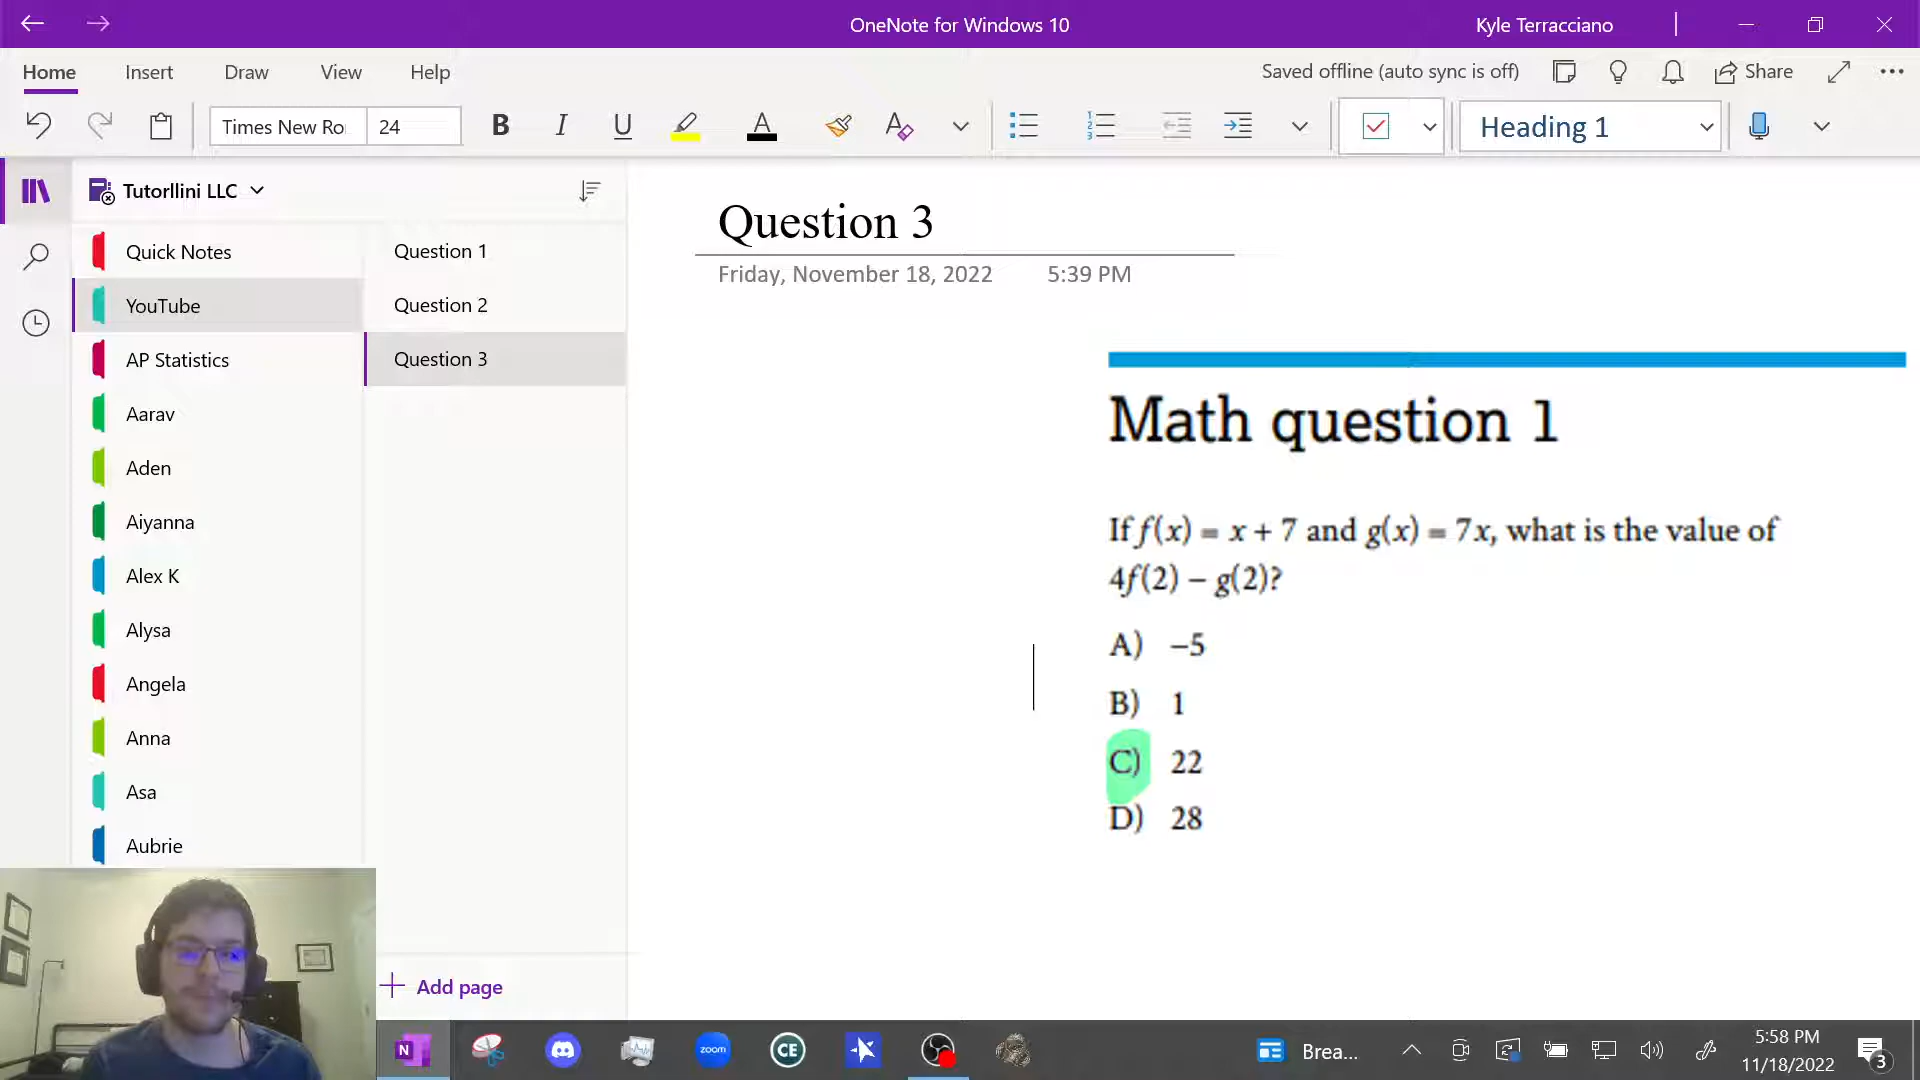 OneNote for Windows 10
Kyle Terracciano
Home Insert Draw View Help
Saved offline (auto sync is off)
Share
Times New Ro
24
B I U A
Heading 1
Tutorllini LLC
Quick Notes
YouTube
AP Statistics
Aarav
Aden
Aiyanna
Alex K
Alysa
Angela
Anna
Asa
Aubrie
Question 1
Question 2
Question 3
Add page
Question 3
Friday, November 18, 2022 5:39 PM
Math question 1
If f(x) = x + 7 and g(x) = 7x, what is the value of
4f(2) – g(2)?
A) –5
B) 1
C) 22
D) 28
N
zoom
CE
Brea...
5:58 PM
11/18/2022
3